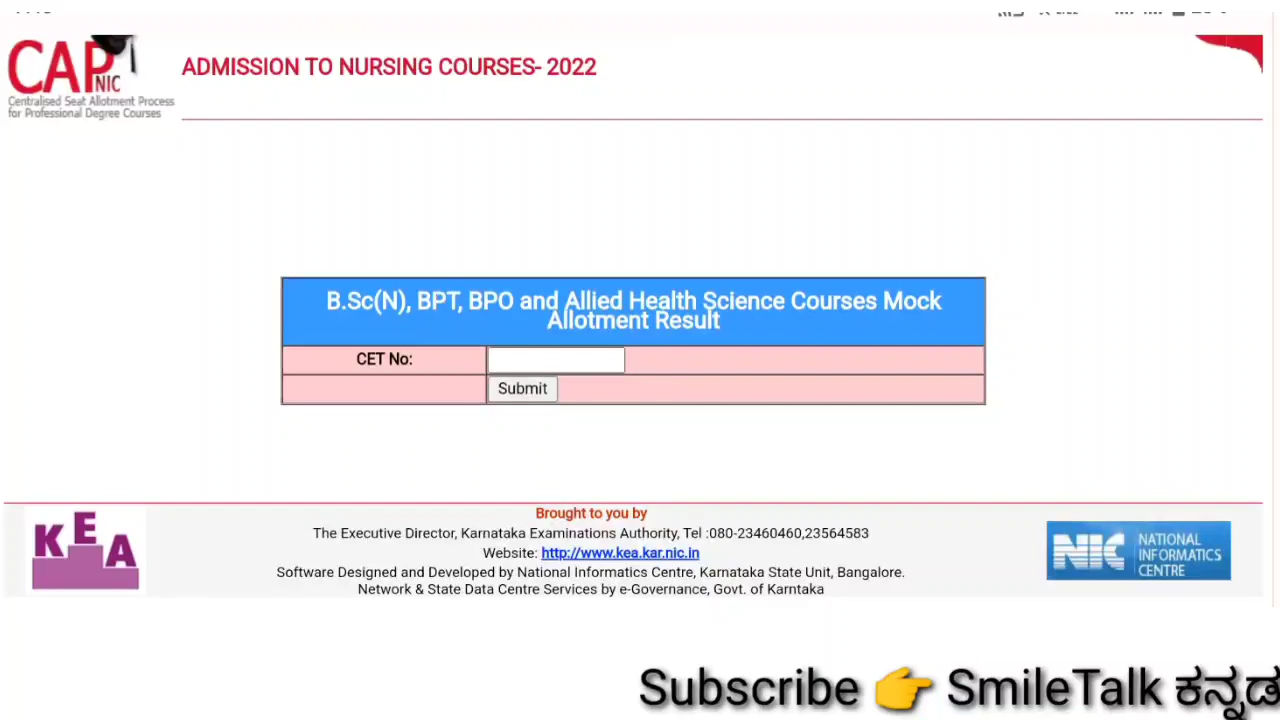 CAP
NIC
Centralised Seat Allotment Process
for Professional Degree Courses
ADMISSION TO NURSING COURSES- 2022
B.Sc(N), BPT, BPO and Allied Health Science Courses Mock
Allotment Result
CET No:
Submit
KEA
Brought to you by
The Executive Director, Karnataka Examinations Authority, Tel :080-23460460,23564583
Website: http://www.kea.kar.nic.in
Software Designed and Developed by National Informatics Centre, Karnataka State Unit, Bangalore.
Network & State Data Centre Services by e-Governance, Govt. of Karntaka
NIC
NATIONAL
INFORMATICS
CENTRE
Subscribe 👉 SmileTalk ಕನ್ನಡ